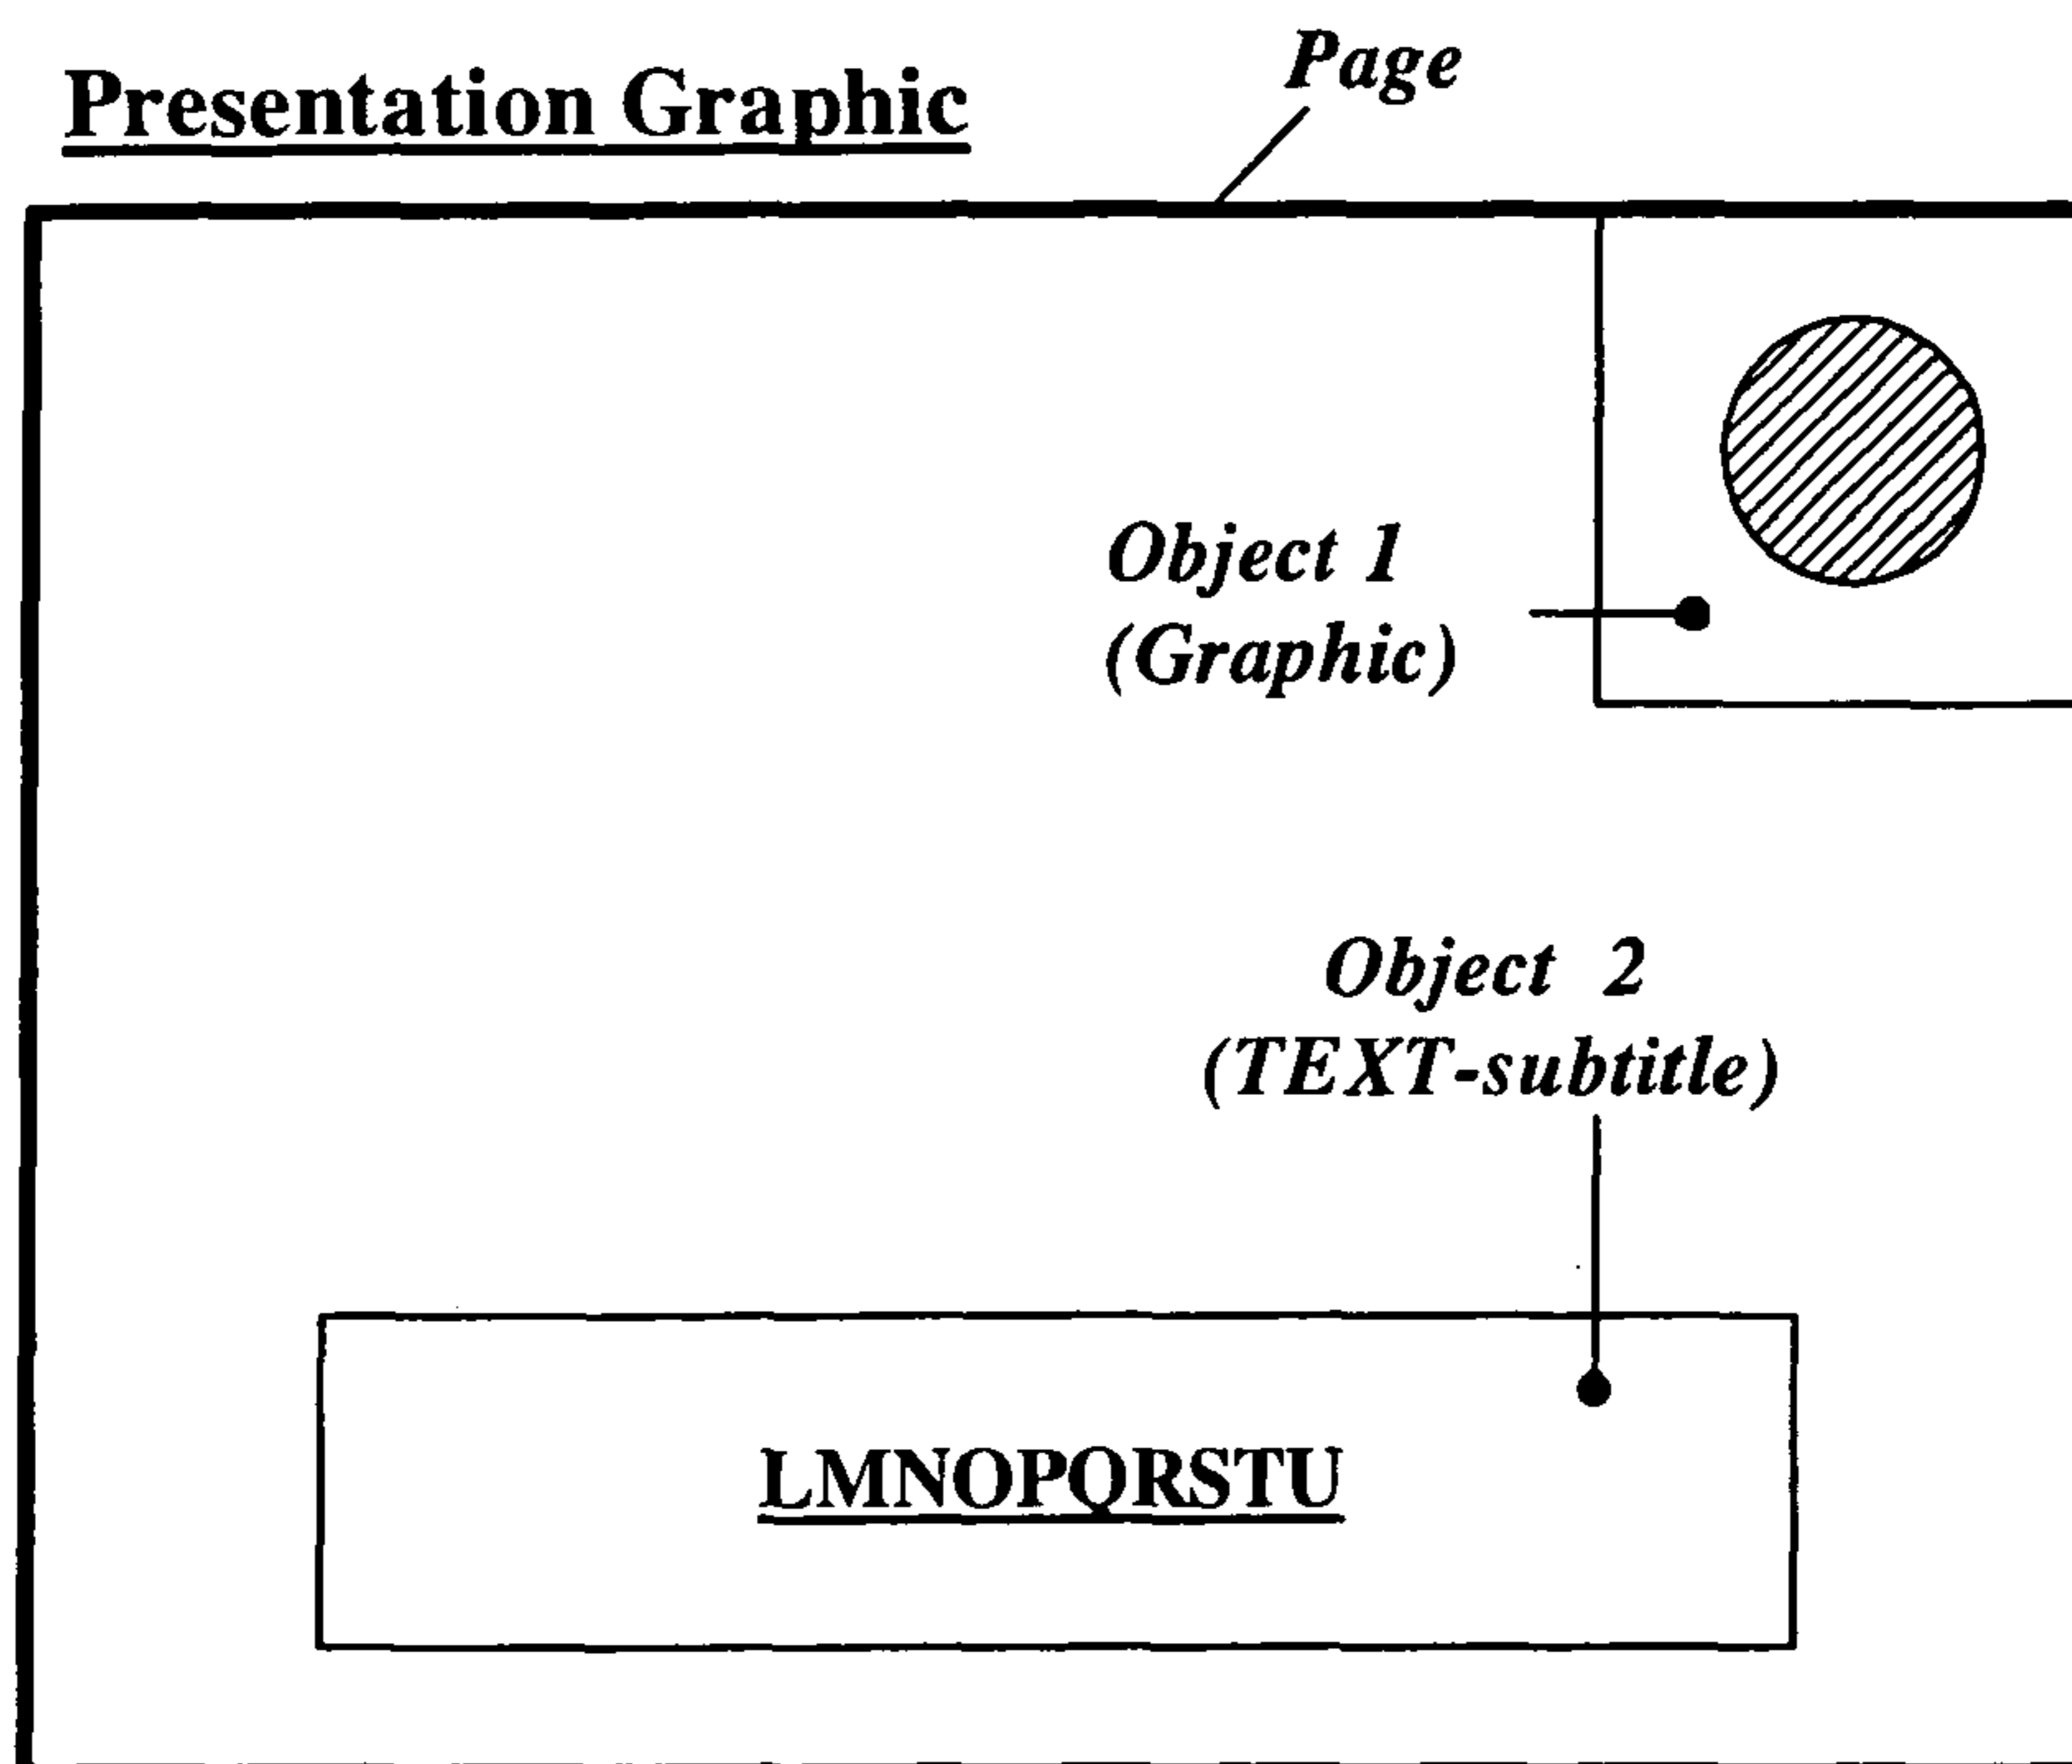 Presentation Graphic
Page
Object 1
(Graphic)
Object 2
(TEXT-subtitle)
LMNOPQRSTU